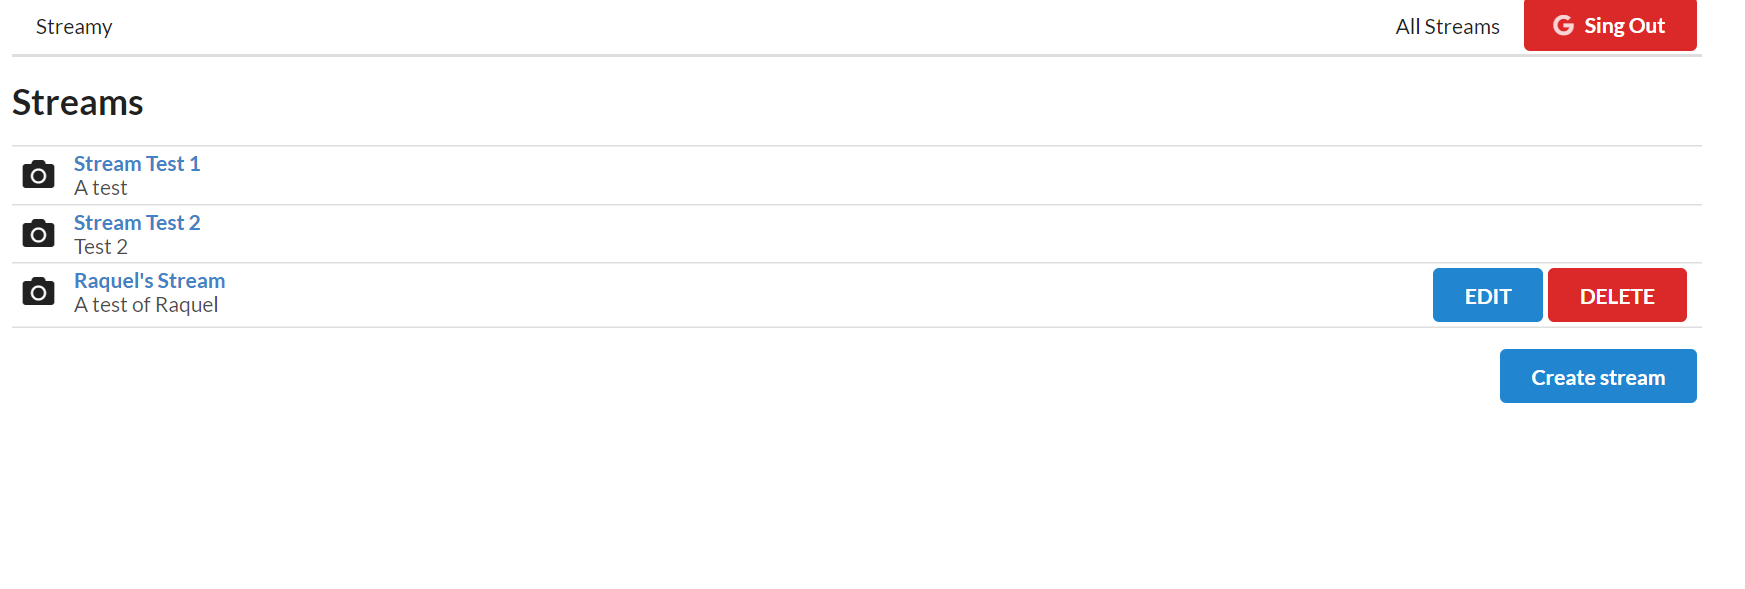 Streamy
All Streams
Sing Out
Streams
Stream Test 1
A test
Stream Test 2
Test 2
Raquel's Stream
A test of Raquel
EDIT
DELETE
Create stream